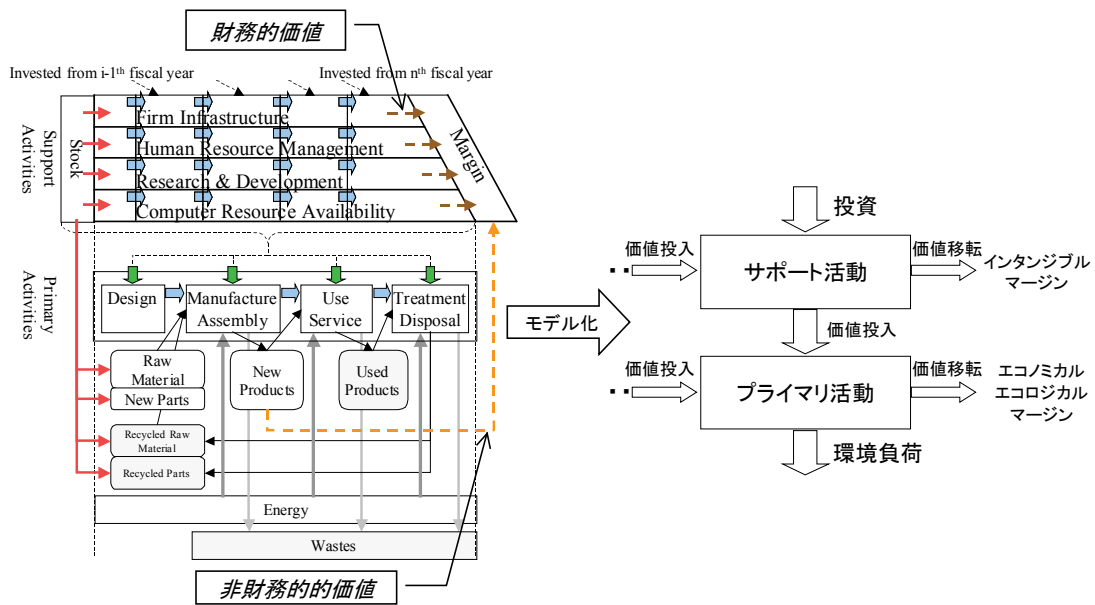 財務的価値
Invested from i-1th fiscal year
Invested from nth fiscal year
Support
Activities
Stock
Firm Infrastructure
Human Resource Management
Research & Development
Computer Resource Availability
Margin
Primary
Activities
Design
Manufacture
Assembly
Use
Service
Treatment
Disposal
Raw
Material
New Parts
New
Products
Used
Products
Recycled Raw
Material
Recycled Parts
Energy
Wastes
非財務的的価値
モデル化
投資
価値投入
サポート活動
価値移転
インタンジブル
マージン
価値投入
価値投入
プライマリ活動
価値移転
エコノミカル
エコロジカル
マージン
環境負荷